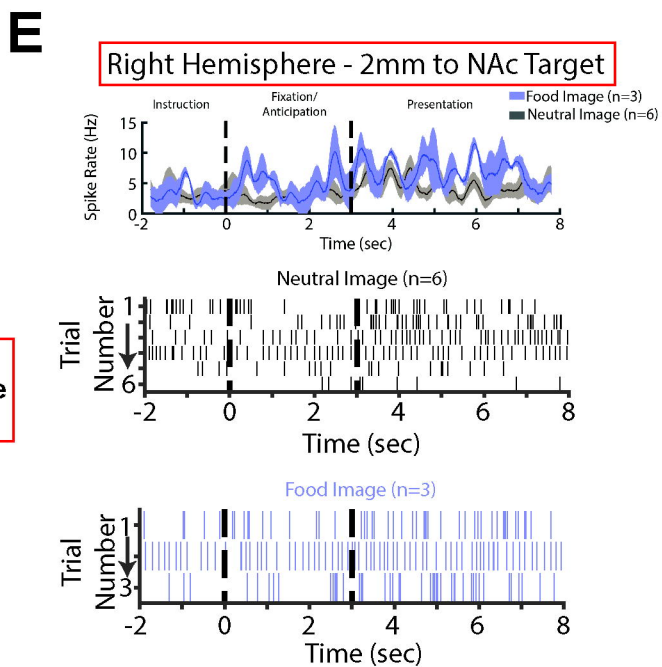 E
Right Hemisphere - 2mm to NAc Target
Instruction
Fixation/
Anticipation
Presentation
Food Image (n=3)
Neutral Image (n=6)
Spike Rate (Hz)
15
10
5
0
-2 0 2 4 6 8
Time (sec)
Neutral Image (n=6)
Trial
Number
1
6
-2 0 2 4 6 8
Time (sec)
Food Image (n=3)
Trial
Number
1
3
-2 0 2 4 6 8
Time (sec)